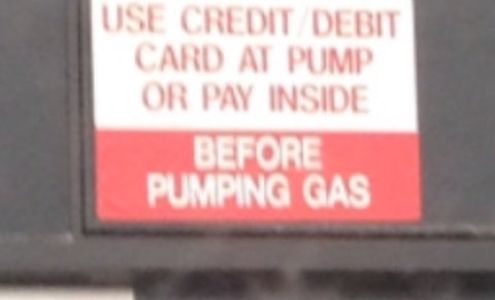 USE CREDIT/DEBIT
CARD AT PUMP
OR PAY INSIDE
BEFORE
PUMPING GAS